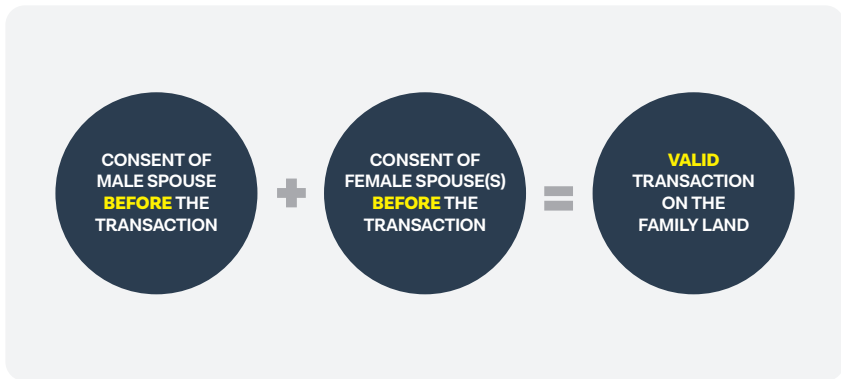 CONSENT OF
MALE SPOUSE
BEFORE THE
TRANSACTION
+
CONSENT OF
FEMALE SPOUSE(S)
BEFORE THE
TRANSACTION
=
VALID
TRANSACTION
ON THE
FAMILY LAND